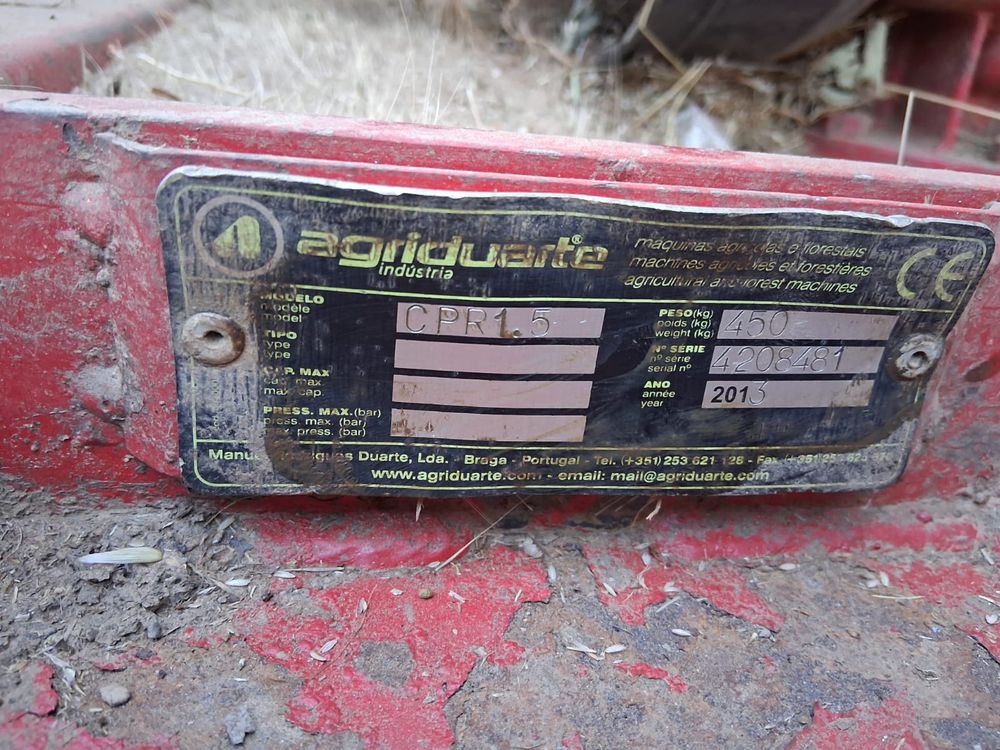 agriduarte®
indústria
máquinas agrícolas e forestais
machines agricoles et forestières
agricultural and forest machines
CE
MODELO
modèle
model
CPR1.5
PESO(kg)
poids (kg)
weight (kg)
450
TIPO
type
type
Nº SERIE
nº série
serial nº
4208481
CAP. MAX
cap. max.
max. cap.
ANO
année
year
2013
PRESS. MAX. (bar)
press. max. (bar)
max. press. (bar)
Duarte, Lda. - Braga - Portugal - Tel. (+351) 253 621 128 - Fax
www.agriduarte.com - email: mail@agriduarte.com